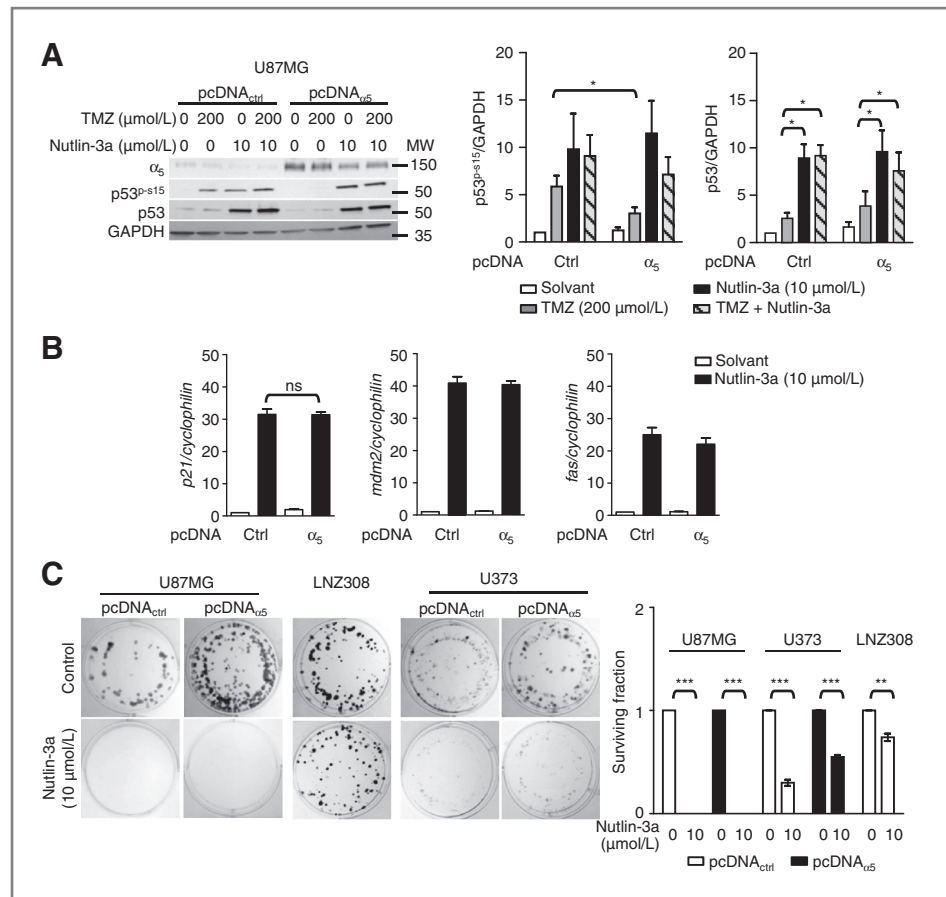 A
U87MG
pcDNActrl pcDNAα5
TMZ (µmol/L) 0 200 0 200 0 200 0 200
Nutlin-3a (µmol/L) 0 0 10 10 0 0 10 10 MW
α5 150
p53p-s15 50
p53 50
GAPDH 35
p53p-s15/GAPDH
20
15
10
5
0
*
pcDNA Ctrl α5
p53/GAPDH
20
15
10
5
0
* * * *
pcDNA Ctrl α5
Solvant
TMZ (200 µmol/L)
Nutlin-3a (10 µmol/L)
TMZ + Nutlin-3a
B
p21/cyclophilin
50
40
30
20
10
0
ns
pcDNA Ctrl α5
mdm2/cyclophilin
50
40
30
20
10
0
pcDNA Ctrl α5
fas/cyclophilin
50
40
30
20
10
0
pcDNA Ctrl α5
Solvant
Nutlin-3a (10 µmol/L)
C
U87MG LNZ308 U373
pcDNActrl pcDNAα5 pcDNActrl pcDNAα5
Control
Nutlin-3a
(10 µmol/L)
Surviving fraction
2
1
0
U87MG U373 LNZ308
*** *** *** *** **
Nutlin-3a 0 10 0 10 0 10 0 10 0 10
(µmol/L)
pcDNActrl pcDNAα5